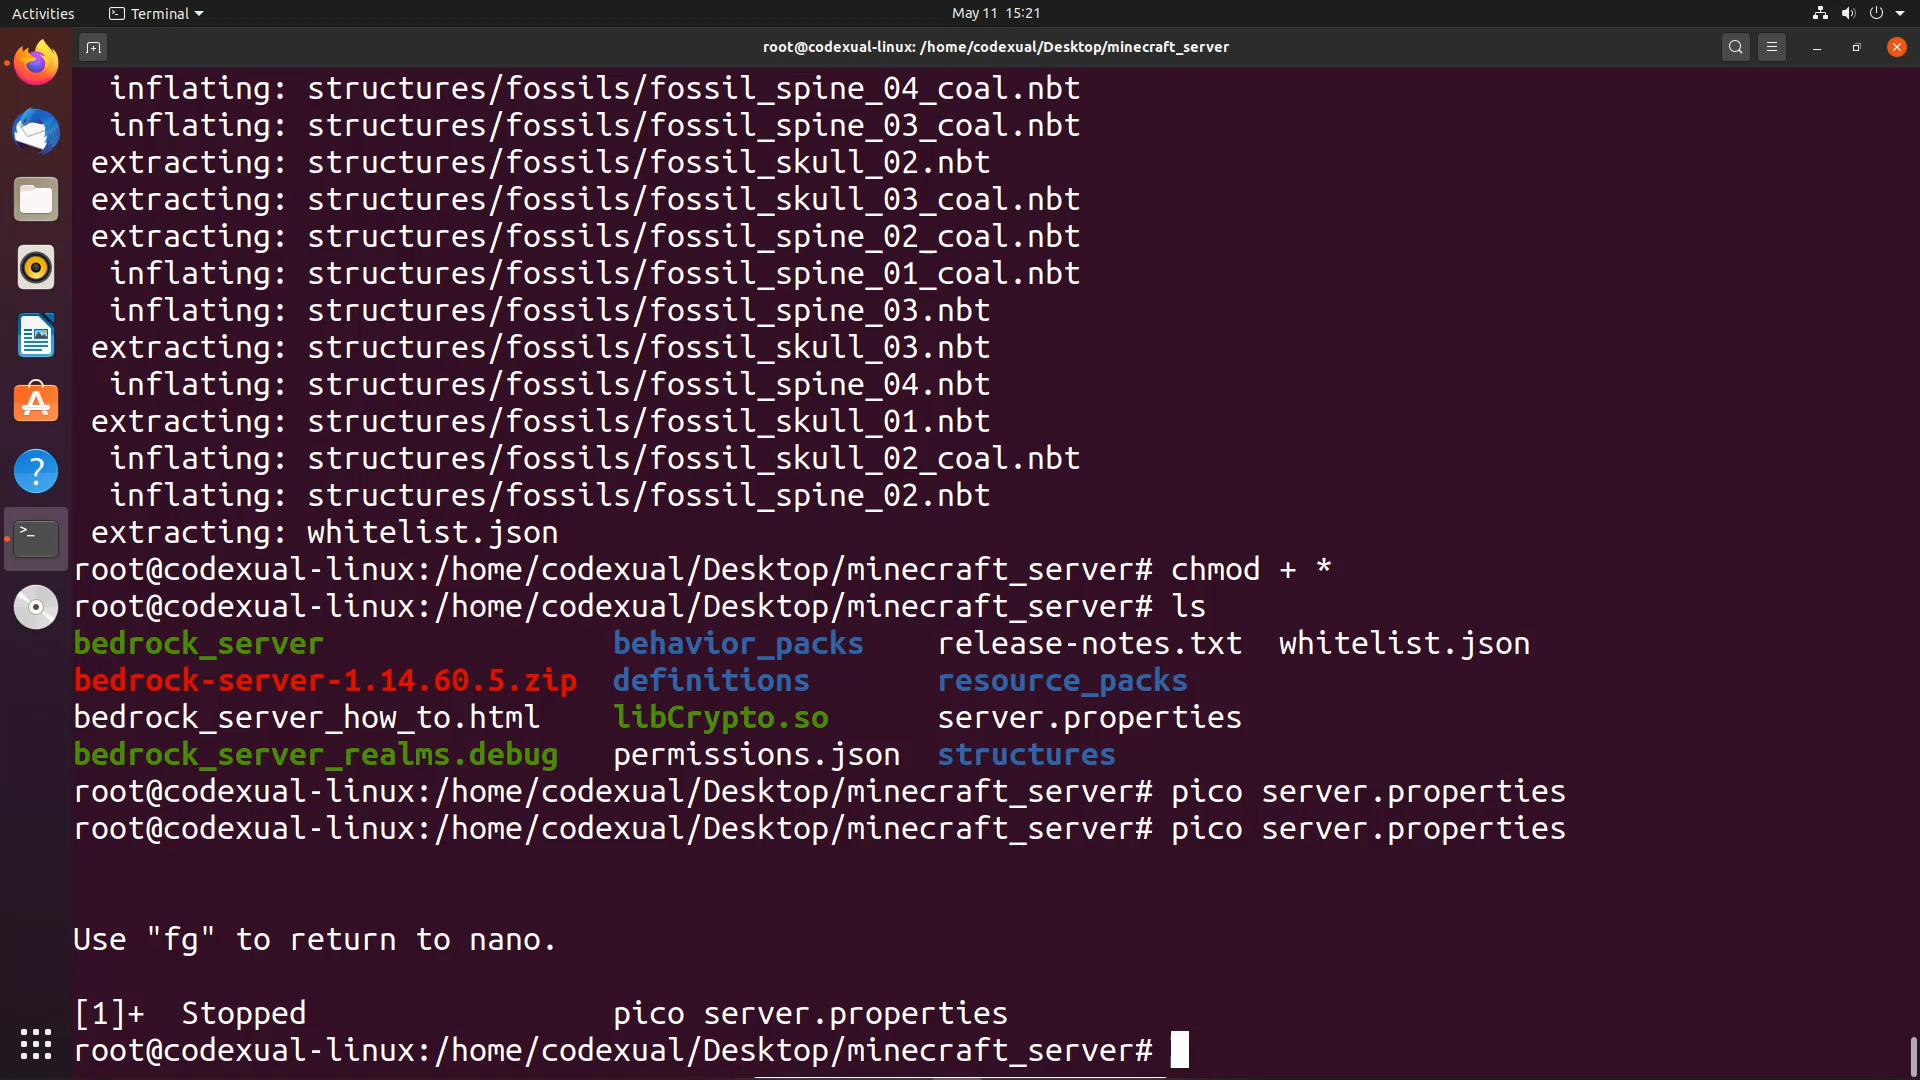 Activities
Terminal
May 11 15:21
root@codexual-linux: /home/codexual/Desktop/minecraft_server
inflating: structures/fossils/fossil_spine_04_coal.nbt
inflating: structures/fossils/fossil_spine_03_coal.nbt
extracting: structures/fossils/fossil_skull_02.nbt
extracting: structures/fossils/fossil_skull_03_coal.nbt
extracting: structures/fossils/fossil_spine_02_coal.nbt
inflating: structures/fossils/fossil_spine_01_coal.nbt
inflating: structures/fossils/fossil_spine_03.nbt
extracting: structures/fossils/fossil_skull_03.nbt
inflating: structures/fossils/fossil_spine_04.nbt
extracting: structures/fossils/fossil_skull_01.nbt
inflating: structures/fossils/fossil_skull_02_coal.nbt
inflating: structures/fossils/fossil_spine_02.nbt
extracting: whitelist.json
root@codexual-linux:/home/codexual/Desktop/minecraft_server# chmod + *
root@codexual-linux:/home/codexual/Desktop/minecraft_server# ls
bedrock_server behavior_packs release-notes.txt whitelist.json
bedrock-server-1.14.60.5.zip definitions resource_packs
bedrock_server_how_to.html libCrypto.so server.properties
bedrock_server_realms.debug permissions.json structures
root@codexual-linux:/home/codexual/Desktop/minecraft_server# pico server.properties
root@codexual-linux:/home/codexual/Desktop/minecraft_server# pico server.properties
Use "fg" to return to nano.
[1]+ Stopped pico server.properties
root@codexual-linux:/home/codexual/Desktop/minecraft_server#